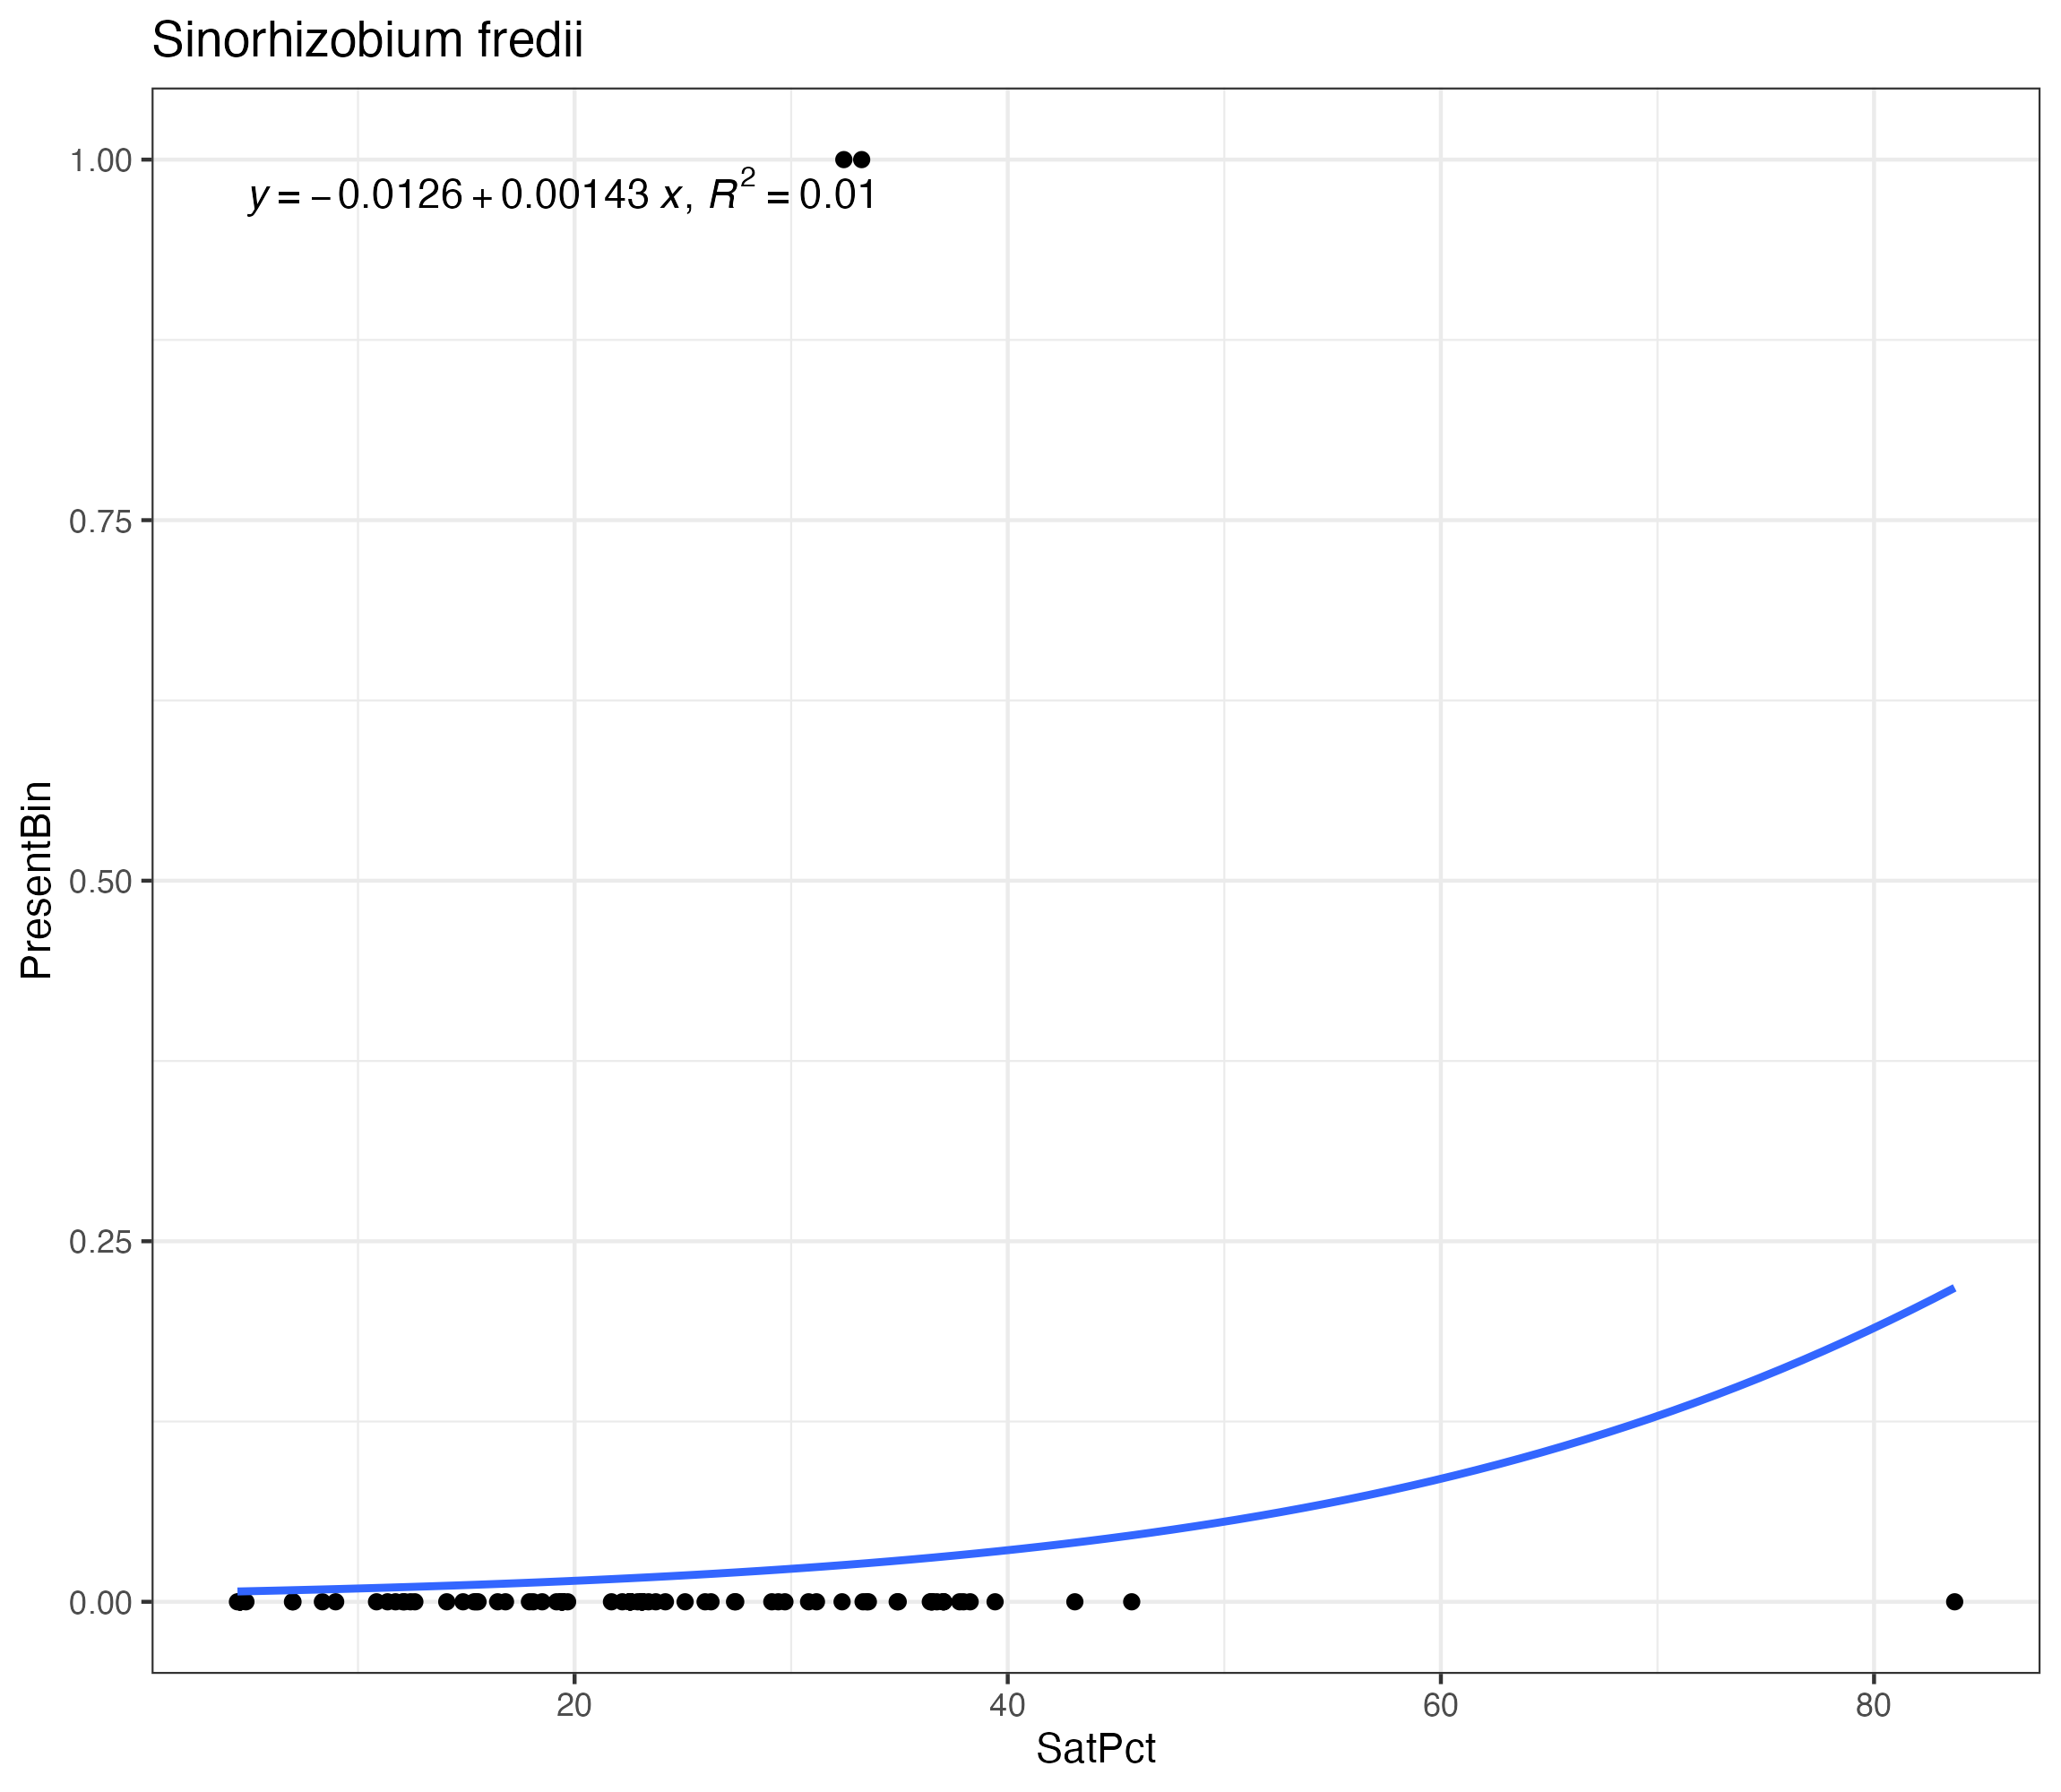 Sinorhizobium fredii
1.00
y = −0.0126 + 0.00143 x, R² = 0.01
0.75
0.50
0.25
0.00
PresentBin
20 40 60 80
SatPct